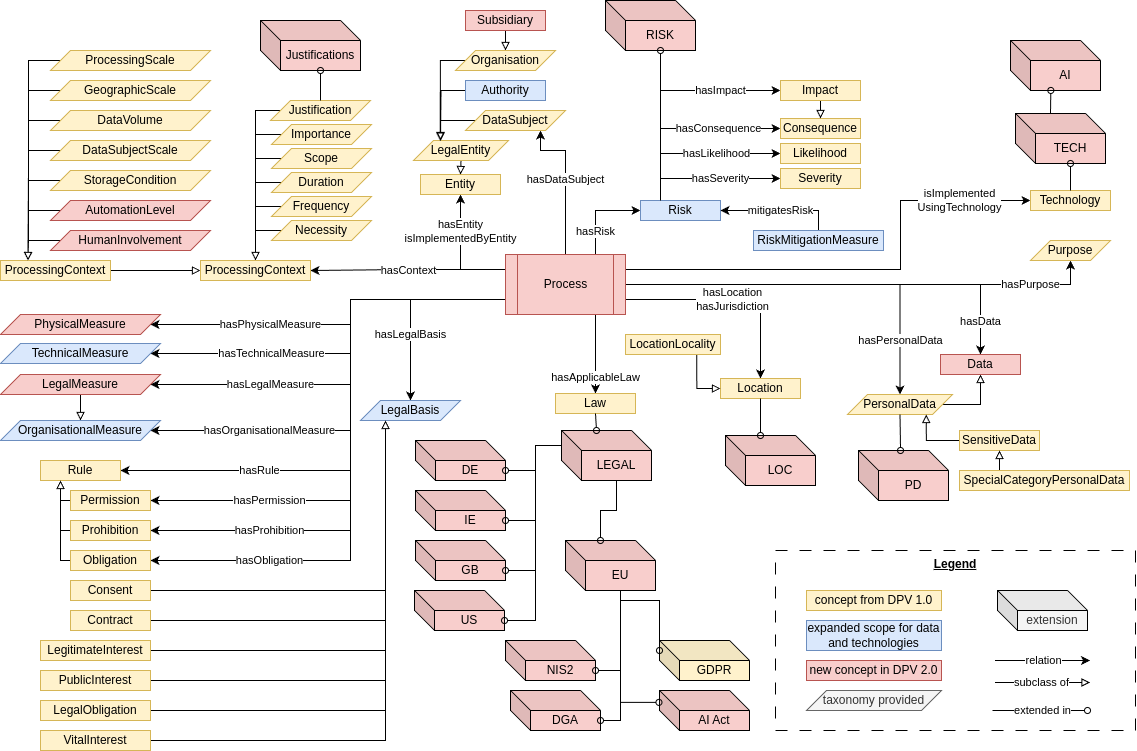 Subsidiary
RISK
Justifications
ProcessingScale
Organisation
AI
GeographicScale
Authority
hasImpact
Impact
DataVolume
Justification
DataSubject
hasConsequence
Consequence
Importance
DataSubjectScale
Scope
LegalEntity
hasLikelihood
Likelihood
TECH
StorageCondition
Duration
Entity
hasDataSubject
hasSeverity
Severity
AutomationLevel
Frequency
Risk
mitigatesRisk
isImplemented
UsingTechnology
Technology
HumanInvolvement
Necessity
hasEntity
isImplementedByEntity
hasRisk
RiskMitigationMeasure
Purpose
ProcessingContext
ProcessingContext
hasContext
Process
hasPurpose
hasLocation
hasJurisdiction
PhysicalMeasure
hasPhysicalMeasure
hasLegalBasis
hasPersonalData
hasData
TechnicalMeasure
hasTechnicalMeasure
LocationLocality
Data
LegalMeasure
hasLegalMeasure
hasApplicableLaw
Location
LegalBasis
Law
PersonalData
OrganisationalMeasure
hasOrganisationalMeasure
SensitiveData
Rule
hasRule
DE
LEGAL
LOC
PD
SpecialCategoryPersonalData
Permission
hasPermission
IE
Prohibition
hasProhibition
Obligation
hasObligation
GB
EU
Legend
Consent
concept from DPV 1.0
extension
Contract
US
expanded scope for data
and technologies
LegitimateInterest
relation
PublicInterest
NIS2
GDPR
new concept in DPV 2.0
subclass of
LegalObligation
taxonomy provided
extended in
DGA
AI Act
VitalInterest